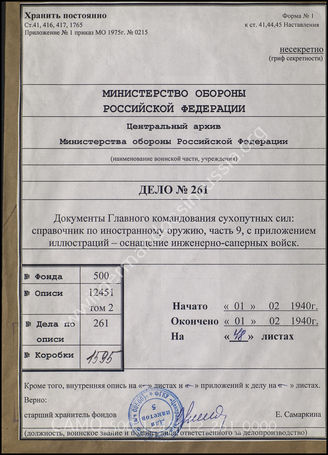 Хранить постоянно
Ст.41, 416, 417, 1765
Приложение № 1 приказ МО 1975г. № 0215
Форма № 1
к ст. 41,44,45 Наставления
несекретно
(гриф секретности)
МИНИСТЕРСТВО ОБОРОНЫ
РОССИЙСКОЙ ФЕДЕРАЦИИ
Центральный архив
Министерства обороны Российской Федерации
(наименование воинской части, учреждения)
ДЕЛО № 261
Документы Главного командования сухопутных сил:
справочник по иностранному оружию, часть 9, с приложением
иллюстраций – оснащение инженерно-саперных войск.
№ Фонда 500
№ Описи 12451
том 2
№ Дела по описи 261
№ Коробки 1595
Начато « 01 » 02 1940г.
Окончено « 01 » 02 1940г.
На « 48 » листах
Кроме того, внутренняя опись на «-» листах и «-» приложений к делу на «-» листах.
Верно:
старший хранитель фондов
Е. Самаркина
(должность, воинское звание и подпись ответственного за делопроизводство)